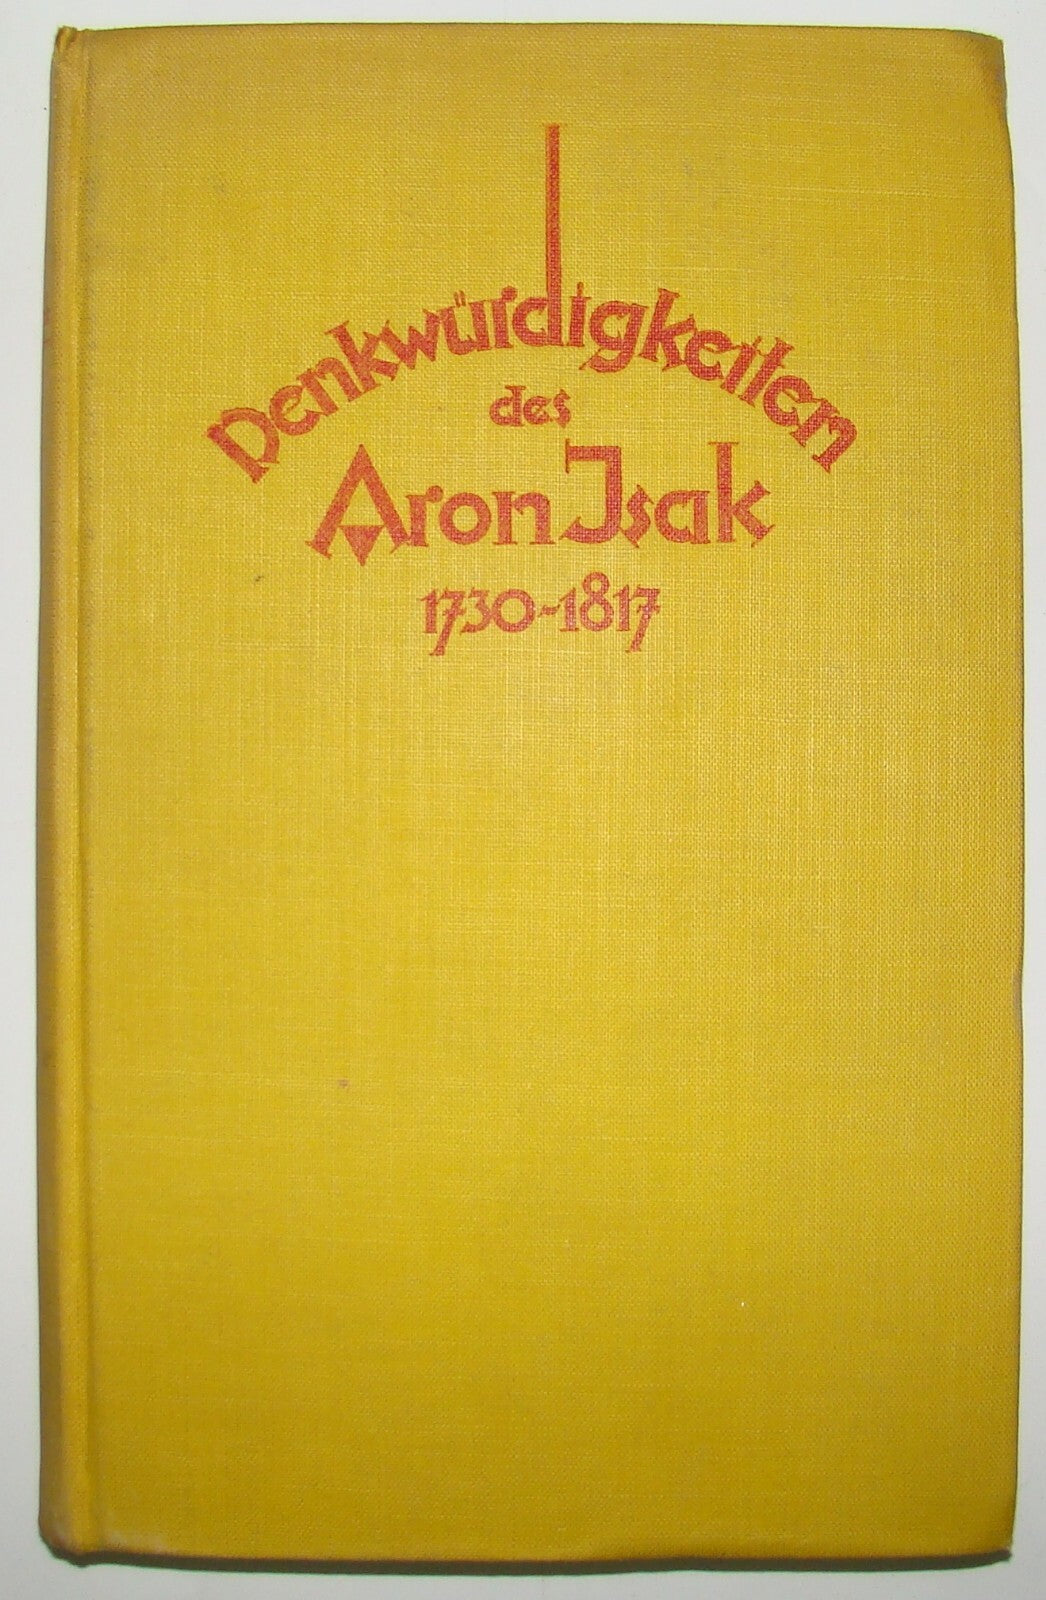 Denkwürdigkeiten
des
Aron Isak
1730-1817